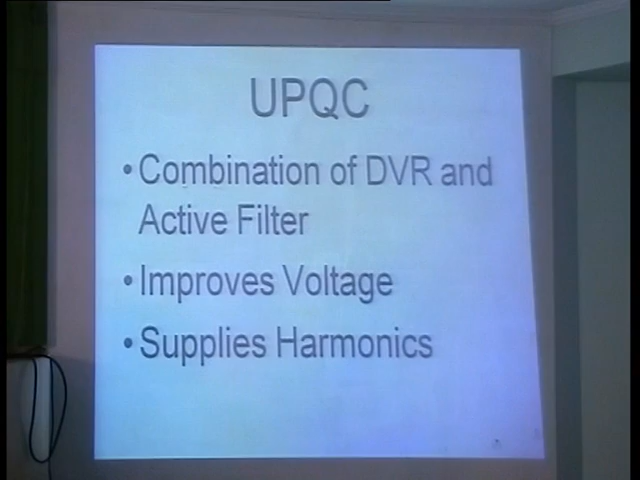 UPQC
• Combination of DVR and
Active Filter
• Improves Voltage
• Supplies Harmonics